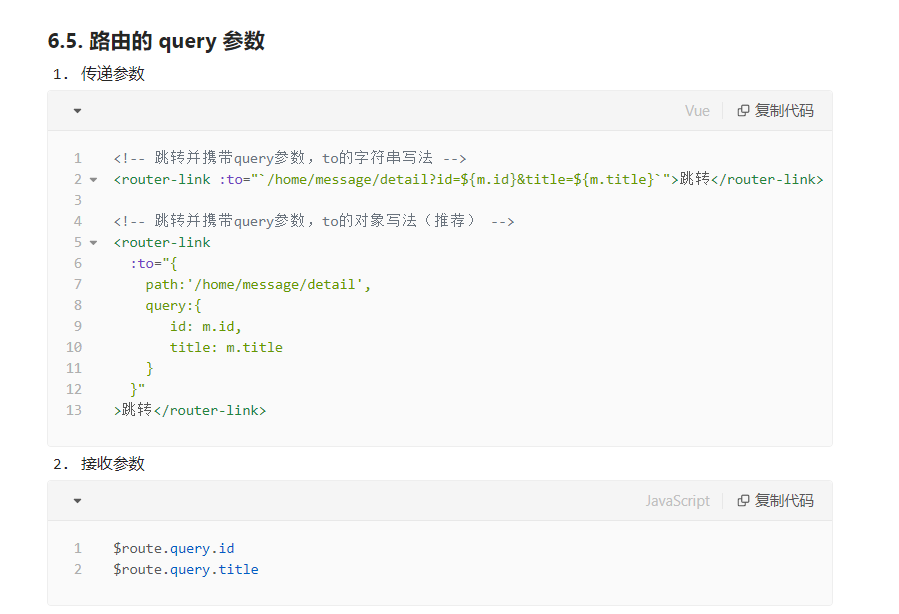 6.5. 路由的 query 参数
1. 传递参数
Vue 复制代码
1 <!-- 跳转并携带query参数，to的字符串写法 -->
2 <router-link :to="`/home/message/detail?id=${m.id}&title=${m.title}`">跳转</router-link>
3
4 <!-- 跳转并携带query参数，to的对象写法（推荐） -->
5 <router-link
6   :to="{
7     path:'/home/message/detail',
8     query:{
9        id: m.id,
10        title: m.title
11     }
12   }"
13 >跳转</router-link>
2. 接收参数
JavaScript 复制代码
1 $route.query.id
2 $route.query.title